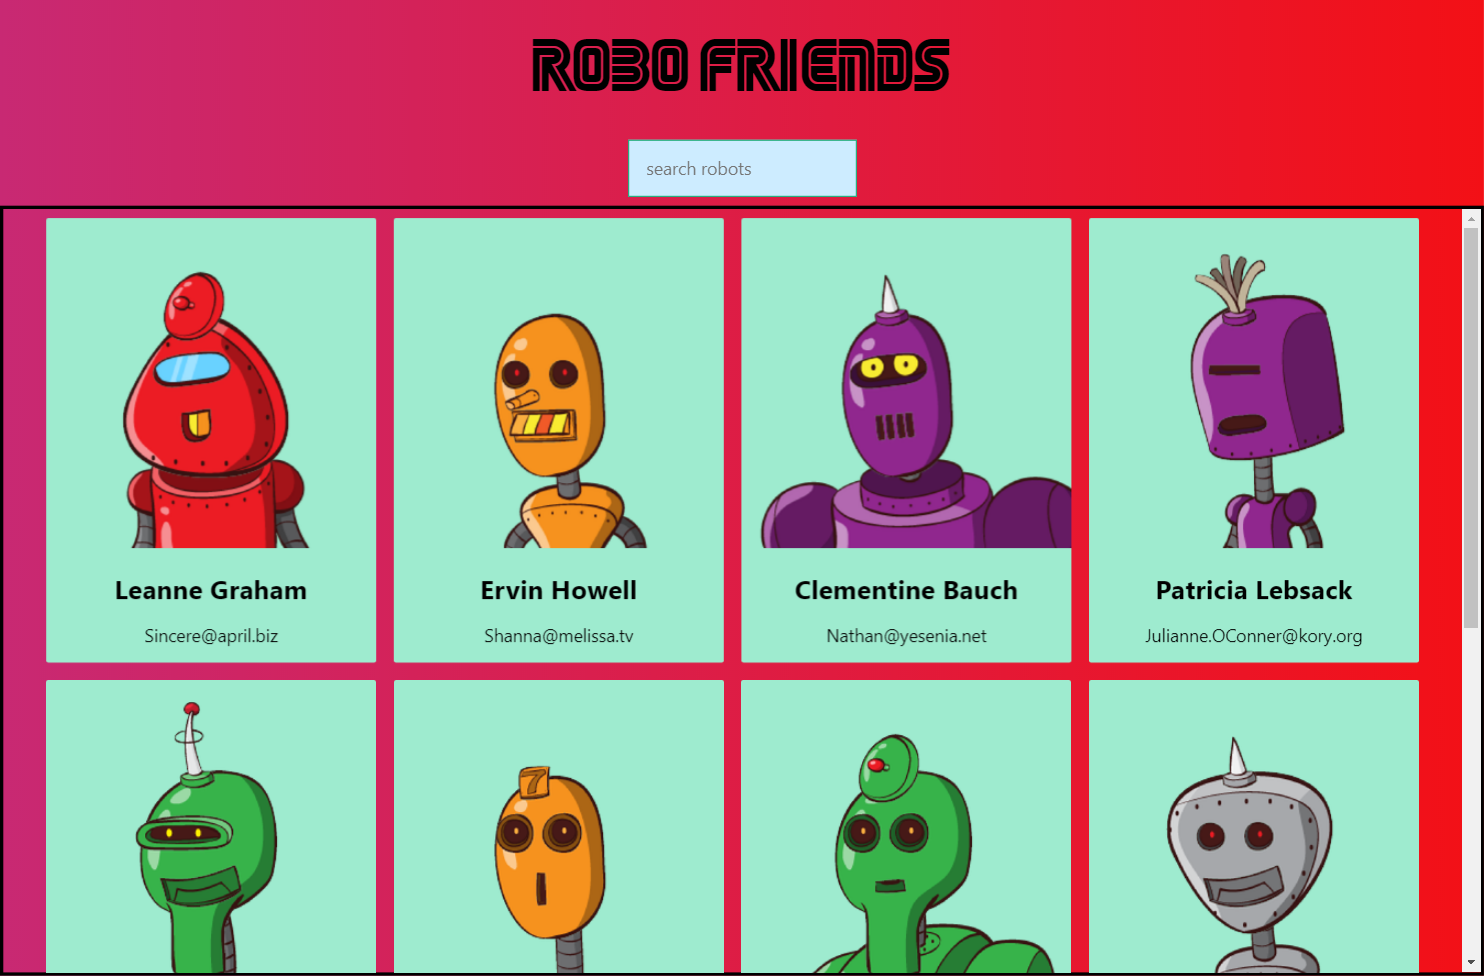 ROBO FRIENDS
search robots
Leanne Graham
Sincere@april.biz
Ervin Howell
Shanna@melissa.tv
Clementine Bauch
Nathan@yesenia.net
Patricia Lebsack
Julianne.OConner@kory.org
7